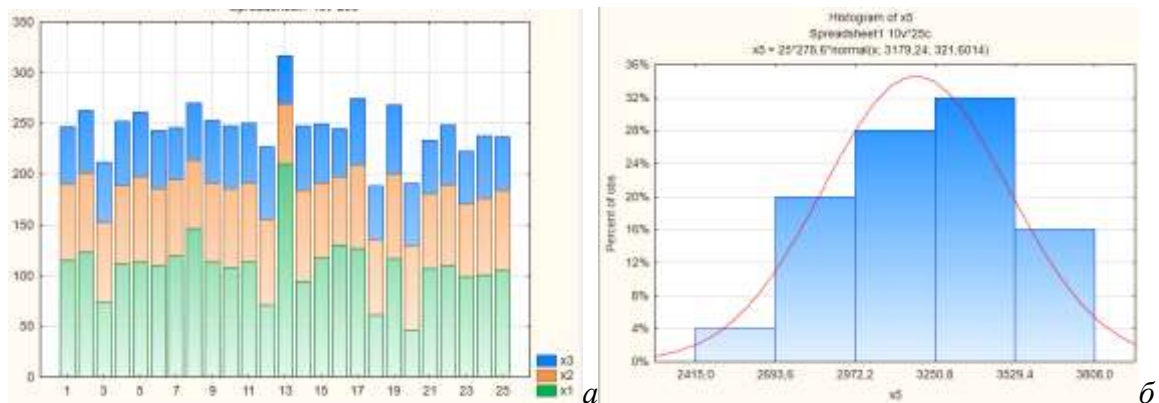 350
300
250
200
150
100
50
0
1 3 5 7 9 11 13 15 17 19 21 23 25
x3
x2
x1
а
Histogram of x5
Spreadsheet1 10v*25c
x5 = 25*278,6*normal(x; 3179,24; 321,6014)
36%
32%
28%
24%
20%
16%
12%
8%
4%
0%
Percent of obs
2415,0 2693,6 2972,2 3250,8 3529,4 3808,0
x5
б